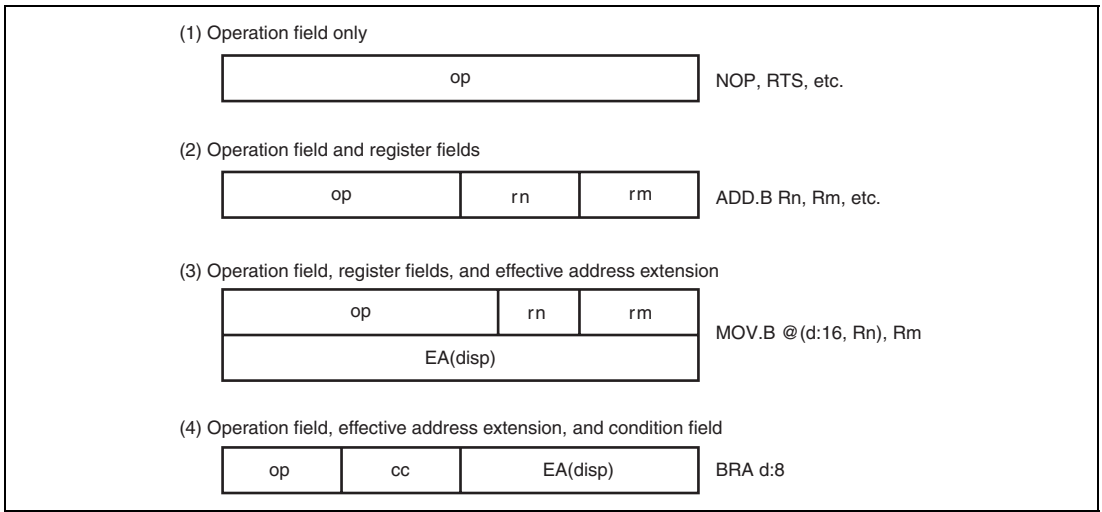 (1) Operation field only
op
NOP, RTS, etc.
(2) Operation field and register fields
op rn rm
ADD.B Rn, Rm, etc.
(3) Operation field, register fields, and effective address extension
op rn rm
MOV.B @(d:16, Rn), Rm
EA(disp)
(4) Operation field, effective address extension, and condition field
op cc EA(disp)
BRA d:8